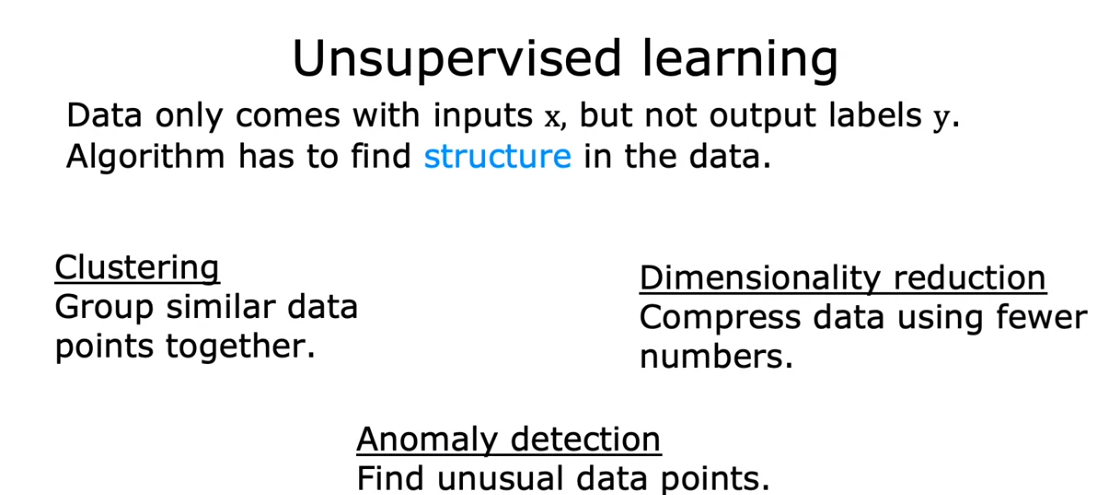 Unsupervised learning
Data only comes with inputs x, but not output labels y.
Algorithm has to find structure in the data.
Clustering
Group similar data
points together.
Dimensionality reduction
Compress data using fewer
numbers.
Anomaly detection
Find unusual data points.